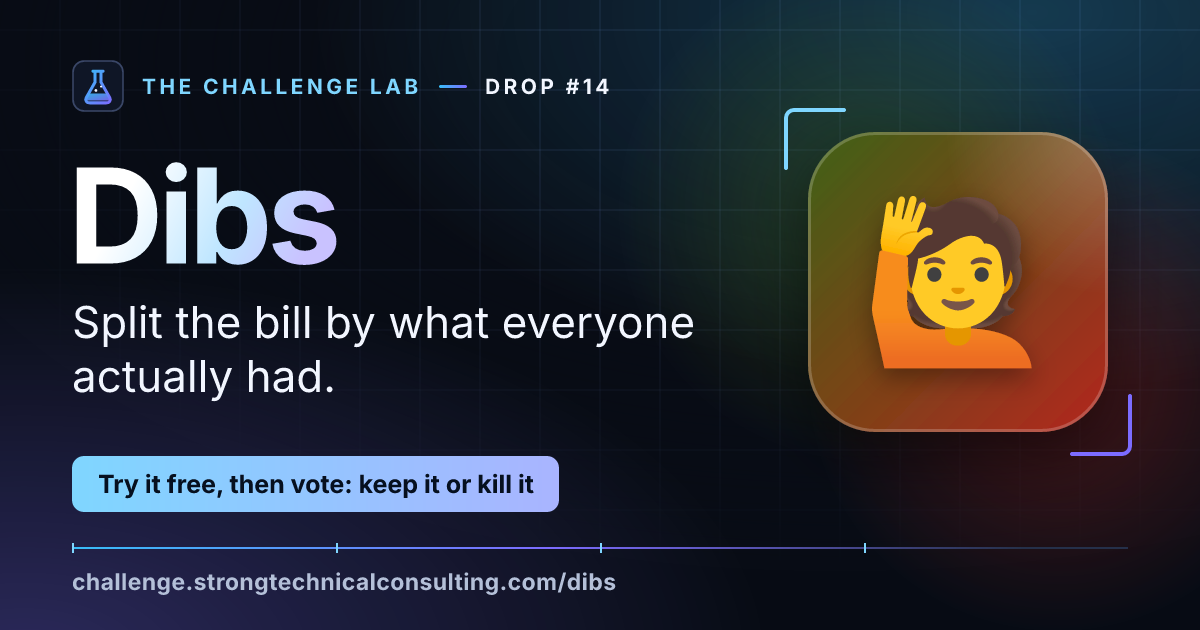 THE CHALLENGE LAB — DROP #14
Dibs
Split the bill by what everyone
actually had.
Try it free, then vote: keep it or kill it
challenge.strongtechnicalconsulting.com/dibs